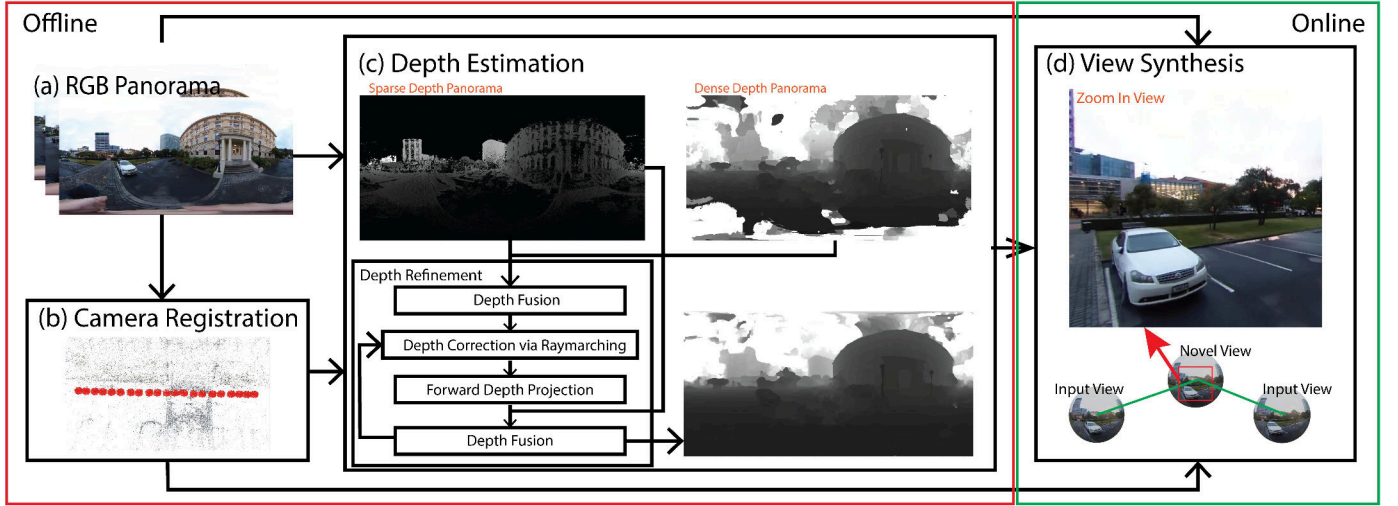 Offline
Online
(a) RGB Panorama
(c) Depth Estimation
(d) View Synthesis
Sparse Depth Panorama
Dense Depth Panorama
Zoom In View
Depth Refinement
Depth Fusion
(b) Camera Registration
Depth Correction via Raymarching
Forward Depth Projection
Depth Fusion
Novel View
Input View
Input View